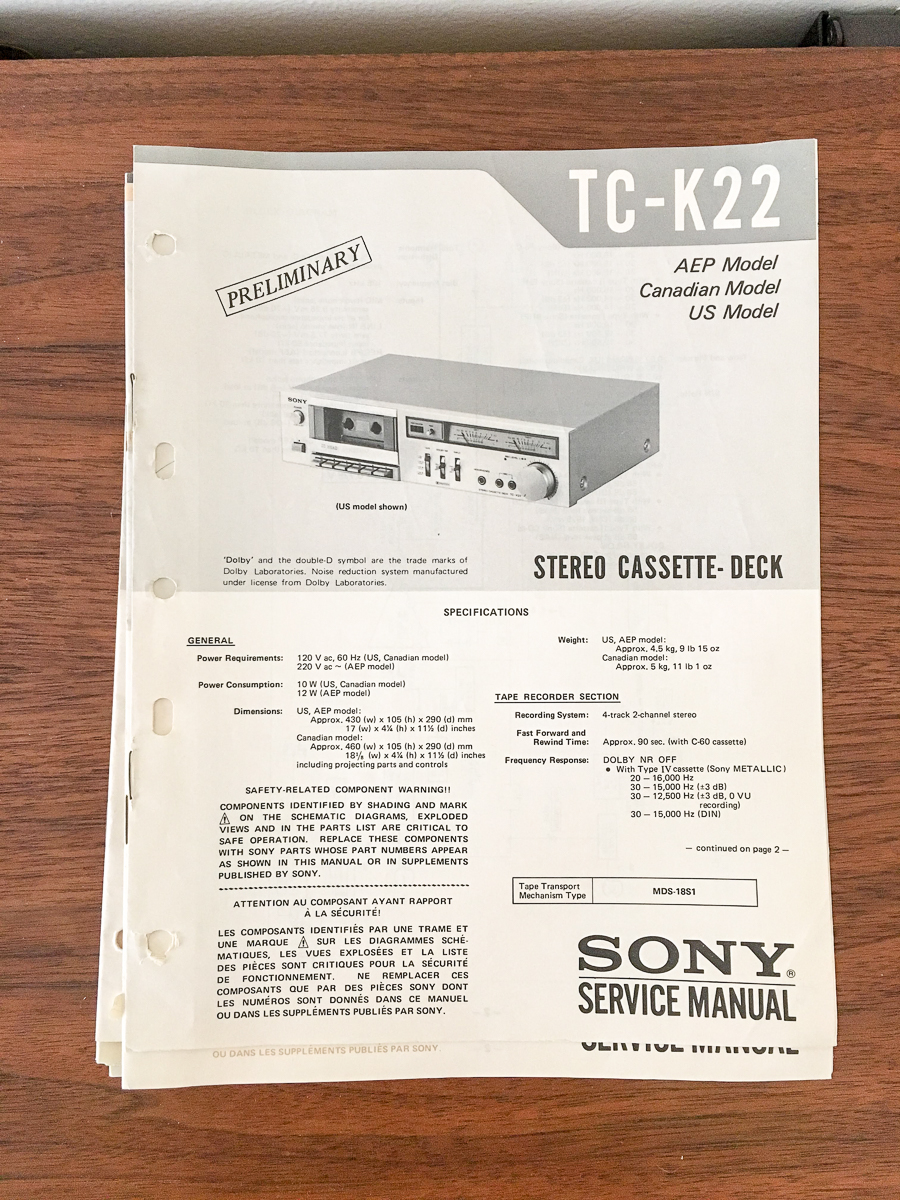 TC-K22
PRELIMINARY
AEP Model
Canadian Model
US Model
SONY
(US model shown)
"Dolby" and the double-D symbol are the trade marks of
Dolby Laboratories. Noise reduction system manufactured
under license from Dolby Laboratories.
STEREO CASSETTE-DECK
SPECIFICATIONS
GENERAL
Power Requirements: 120 V ac, 60 Hz (US, Canadian model)
220 V ac ~ (AEP model)
Power Consumption: 10 W (US, Canadian model)
12 W (AEP model)
Dimensions: US, AEP model:
Approx. 430 (w) x 105 (h) x 290 (d) mm
17 (w) x 4¼ (h) x 11½ (d) inches
Canadian model:
Approx. 460 (w) x 105 (h) x 290 (d) mm
18⅛ (w) x 4¼ (h) x 11½ (d) inches
including projecting parts and controls
SAFETY-RELATED COMPONENT WARNING!!
COMPONENTS IDENTIFIED BY SHADING AND MARK
⚠ ON THE SCHEMATIC DIAGRAMS, EXPLODED
VIEWS AND IN THE PARTS LIST ARE CRITICAL TO
SAFE OPERATION. REPLACE THESE COMPONENTS
WITH SONY PARTS WHOSE PART NUMBERS APPEAR
AS SHOWN IN THIS MANUAL OR IN SUPPLEMENTS
PUBLISHED BY SONY.
ATTENTION AU COMPOSANT AYANT RAPPORT
À LA SÉCURITÉ!
LES COMPOSANTS IDENTIFIÉS PAR UNE TRAME ET
UNE MARQUE ⚠ SUR LES DIAGRAMMES SCHÉ-
MATIQUES, LES VUES EXPLOSÉES ET LA LISTE
DES PIÈCES SONT CRITIQUES POUR LA SÉCURITÉ
DE FONCTIONNEMENT. NE REMPLACER CES
COMPOSANTS QUE PAR DES PIÈCES SONY DONT
LES NUMÉROS SONT DONNÉS DANS CE MANUEL
OU DANS LES SUPPLÉMENTS PUBLIÉS PAR SONY.
Weight: US, AEP model:
Approx. 4.5 kg, 9 lb 15 oz
Canadian model:
Approx. 5 kg, 11 lb 1 oz
TAPE RECORDER SECTION
Recording System: 4-track 2-channel stereo
Fast Forward and
Rewind Time: Approx. 90 sec. (with C-60 cassette)
Frequency Response: DOLBY NR OFF
● With Type IV cassette (Sony METALLIC)
20 – 16,000 Hz
30 – 15,000 Hz (±3 dB)
30 – 12,500 Hz (±3 dB, 0 VU
recording)
30 – 15,000 Hz (DIN)
– continued on page 2 –
Tape Transport
Mechanism Type
MDS-18S1
SONY®
SERVICE MANUAL
OU DANS LES SUPPLÉMENTS PUBLIÉS PAR SONY.
SERVICE MANUAL